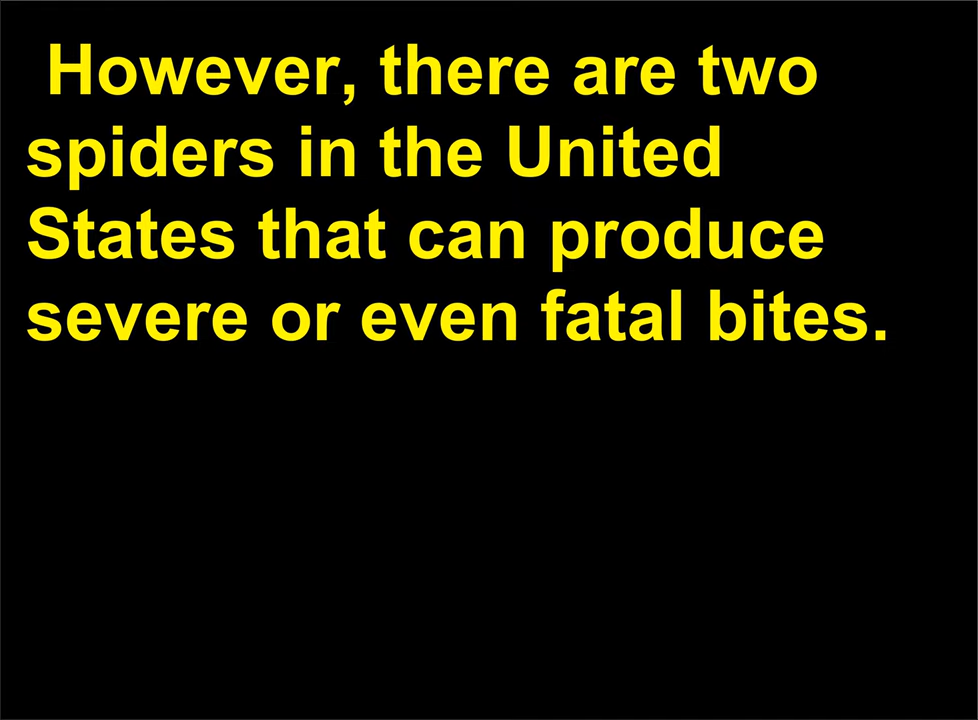 However, there are two
spiders in the United
States that can produce
severe or even fatal bites.